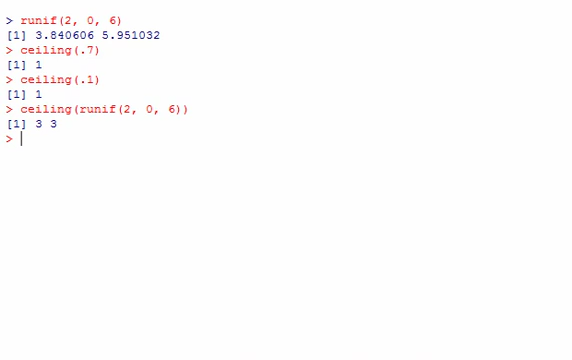 > runif(2, 0, 6)
[1] 3.840606 5.951032
> ceiling(.7)
[1] 1
> ceiling(.1)
[1] 1
> ceiling(runif(2, 0, 6))
[1] 3 3
>